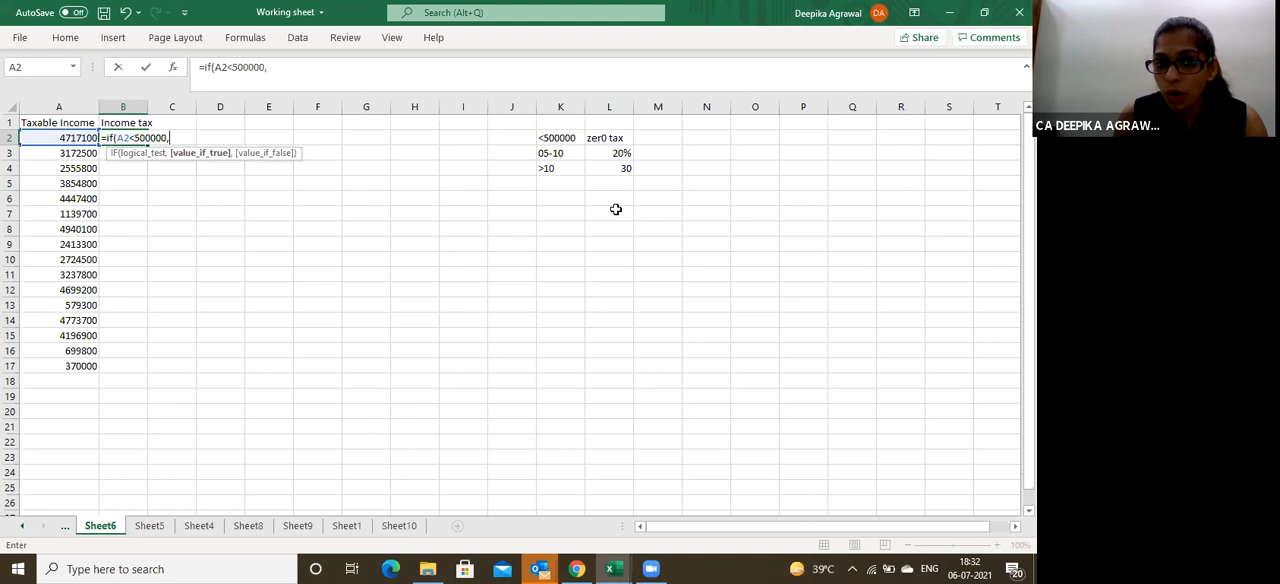 AutoSave Off Working sheet Search (Alt+Q) Deepika Agrawal DA
File Home Insert Page Layout Formulas Data Review View Help Share Comments
A2 fx =if(A2<500000,
A B C D E F G H I J K L M N O P Q R S T
1 Taxable Income Income tax
2 4717100 =if(A2<500000, <500000 zer0 tax
IF(logical_test, [value_if_true], [value_if_false])
3 3172500 05-10 20%
4 2555800 >10 30
5 3854800
6 4447400
7 1139700
8 4940100
9 2413300
10 2724500
11 3237800
12 4699200
13 579300
14 4773700
15 4196900
16 699800
17 370000
18
19
20
21
22
23
24
25
26
... Sheet6 Sheet5 Sheet4 Sheet8 Sheet9 Sheet1 Sheet10
Enter 100%
Type here to search 39°C ENG 18:32
06-07-2021 20
CA DEEPIKA AGRAW...